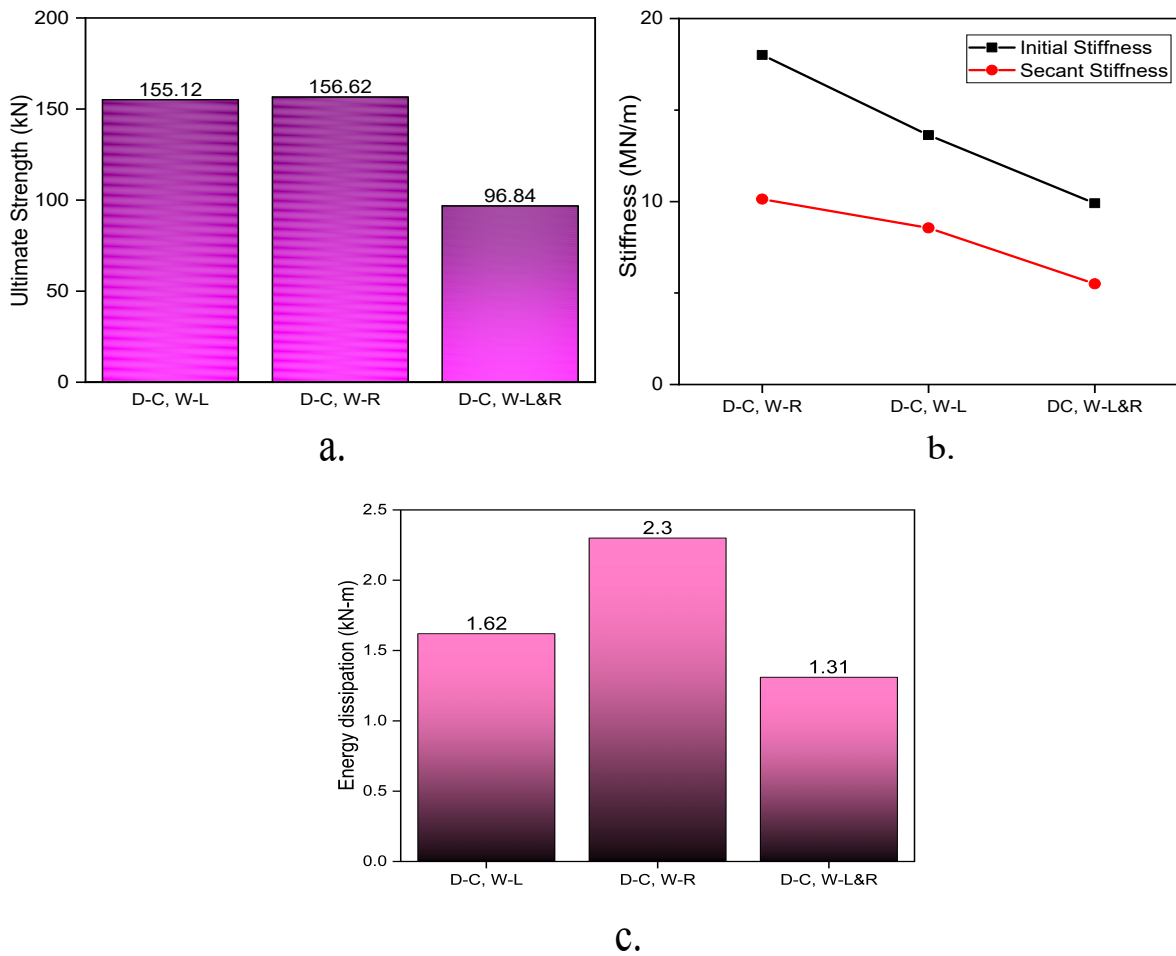 200
150
100
50
0
Ultimate Strength (kN)
155.12
156.62
96.84
D-C, W-L
D-C, W-R
D-C, W-L&R
a.
20
10
0
Stiffness (MN/m)
Initial Stiffness
Secant Stiffness
D-C, W-R
D-C, W-L
DC, W-L&R
b.
2.5
2.0
1.5
1.0
0.5
0.0
Energy dissipation (kN-m)
1.62
2.3
1.31
D-C, W-L
D-C, W-R
D-C, W-L&R
c.